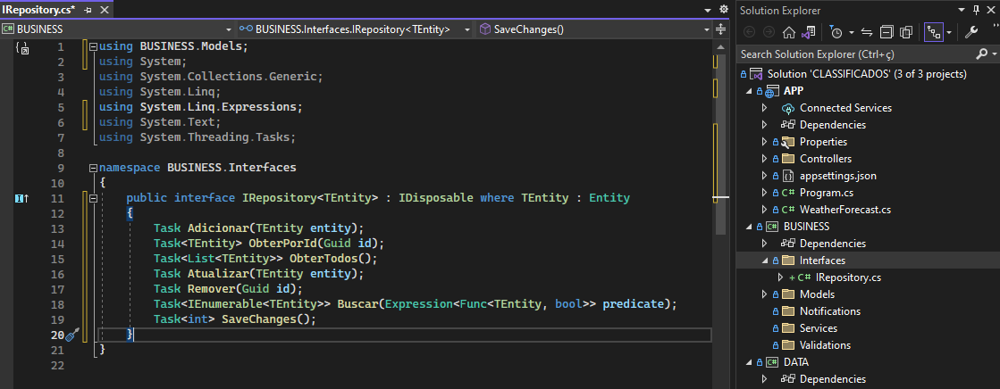 IRepository.cs*
BUSINESS
BUSINESS.Interfaces.IRepository<TEntity>
SaveChanges()
1 using BUSINESS.Models;
2 using System;
3 using System.Collections.Generic;
4 using System.Linq;
5 using System.Linq.Expressions;
6 using System.Text;
7 using System.Threading.Tasks;
8
9 namespace BUSINESS.Interfaces
10 {
11 public interface IRepository<TEntity> : IDisposable where TEntity : Entity
12 {
13 Task Adicionar(TEntity entity);
14 Task<TEntity> ObterPorId(Guid id);
15 Task<List<TEntity>> ObterTodos();
16 Task Atualizar(TEntity entity);
17 Task Remover(Guid id);
18 Task<IEnumerable<TEntity>> Buscar(Expression<Func<TEntity, bool>> predicate);
19 Task<int> SaveChanges();
20 }
21 }
22
Solution Explorer
Search Solution Explorer (Ctrl+ç)
Solution 'CLASSIFICADOS' (3 of 3 projects)
APP
Connected Services
Dependencies
Properties
Controllers
appsettings.json
C# Program.cs
C# WeatherForecast.cs
C# BUSINESS
Dependencies
Interfaces
+ C# IRepository.cs
Models
Notifications
Services
Validations
C# DATA
Dependencies